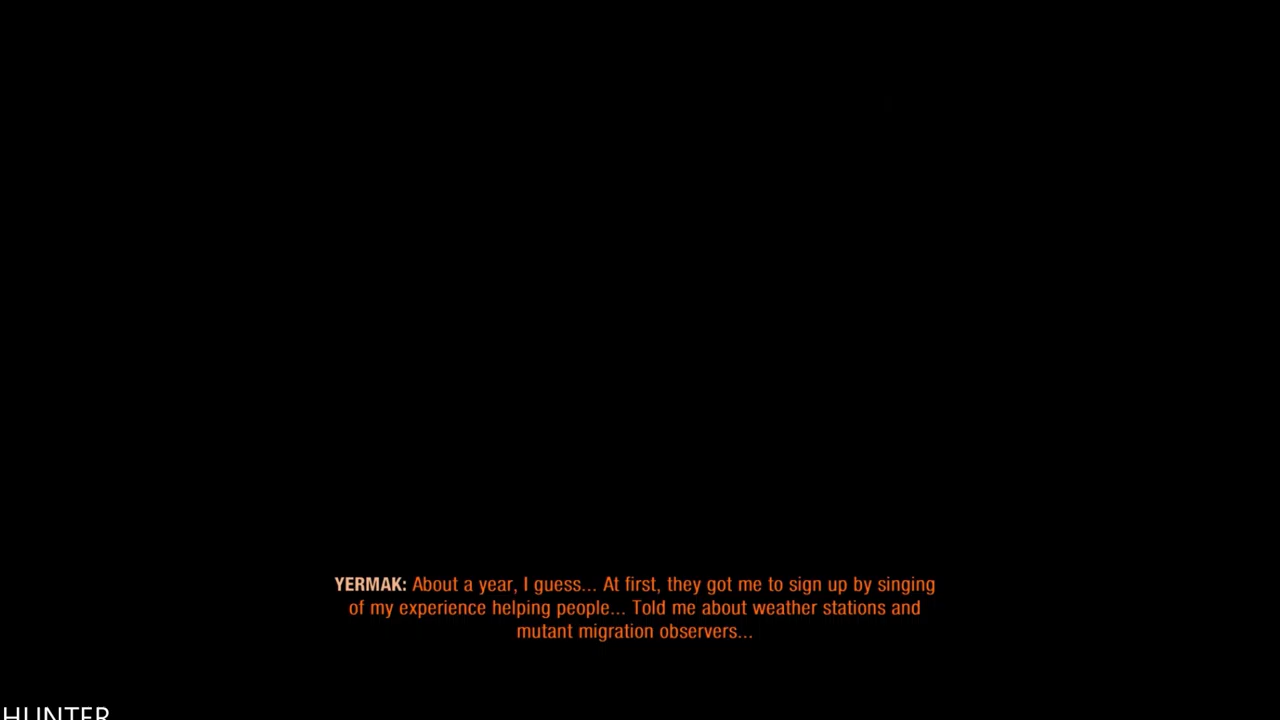 YERMAK: About a year, I guess... At first, they got me to sign up by singing
of my experience helping people... Told me about weather stations and
mutant migration observers...
HUNTER